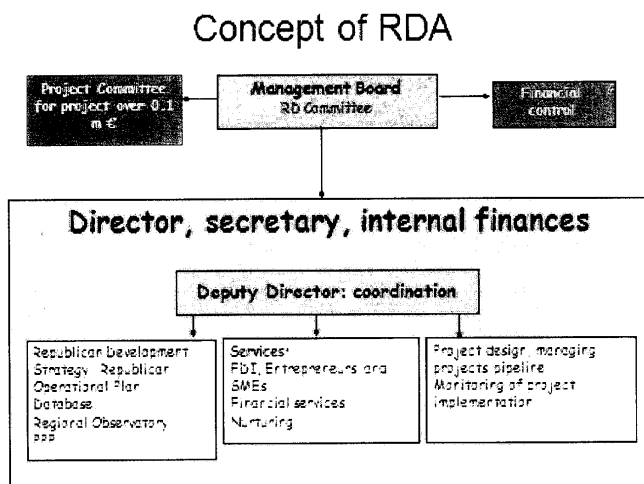 Concept of RDA
Project Committee
for project over 0.1
m €
Management Board
RD Committee
Financial
control
Director, secretary, internal finances
Deputy Director: coordination
Republican Development
Strategy, Republican
Operational Plan
Database
Regional Observatory
PPP
Services:
FDI, Entrepreneurs and
SMEs
Financial services
Nurturing
Project design, managing
projects pipeline
Monitoring of project
implementation